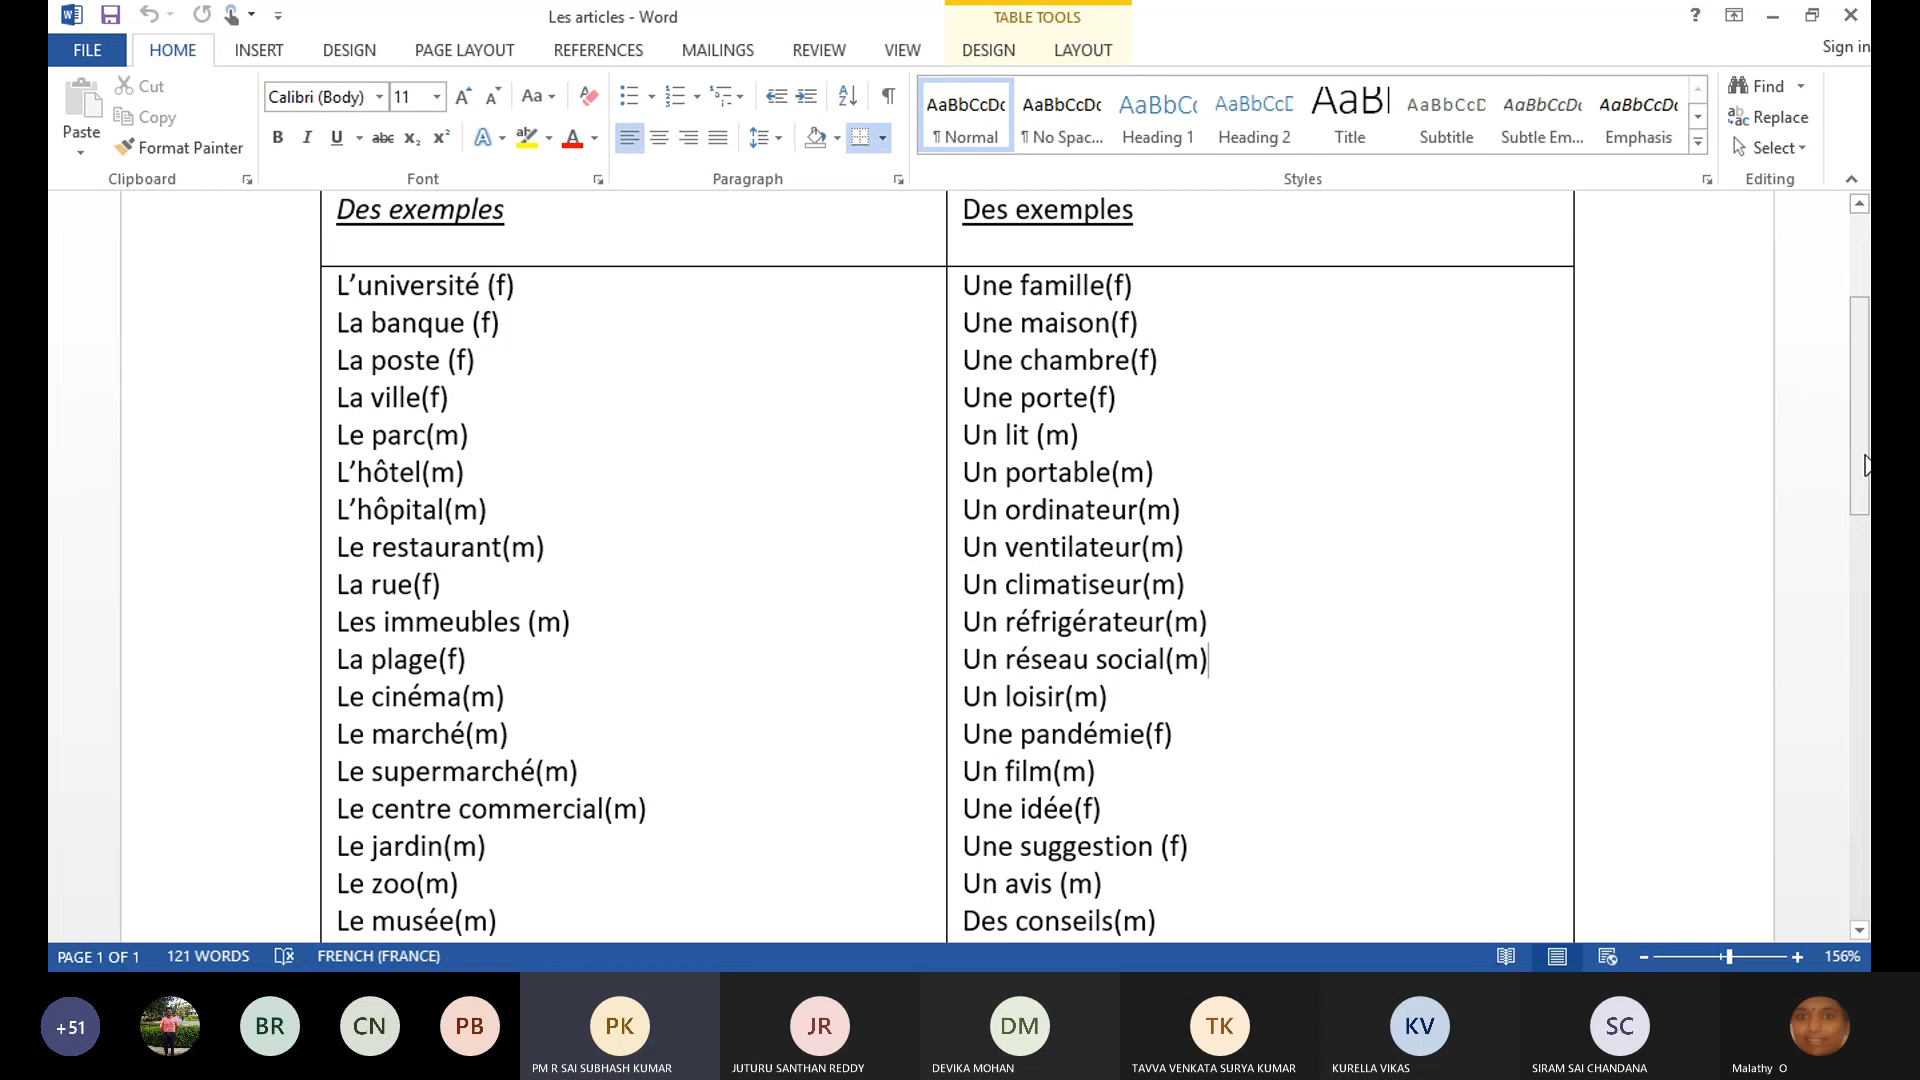 Les articles - Word
TABLE TOOLS
?
FILE HOME INSERT DESIGN PAGE LAYOUT REFERENCES MAILINGS REVIEW VIEW DESIGN LAYOUT Sign in
Paste
Cut
Copy
Format Painter
Clipboard
Calibri (Body) 11
Font
Paragraph
AaBbCcDc AaBbCcDc AaBbC( AaBbCcD AaBl AaBbCcD AaBbCcDc AaBbCcDc
¶ Normal ¶ No Spac... Heading 1 Heading 2 Title Subtitle Subtle Em... Emphasis
Styles
Find
Replace
Select
Editing
Des exemples
L’université (f)
La banque (f)
La poste (f)
La ville(f)
Le parc(m)
L’hôtel(m)
L’hôpital(m)
Le restaurant(m)
La rue(f)
Les immeubles (m)
La plage(f)
Le cinéma(m)
Le marché(m)
Le supermarché(m)
Le centre commercial(m)
Le jardin(m)
Le zoo(m)
Le musée(m)
Des exemples
Une famille(f)
Une maison(f)
Une chambre(f)
Une porte(f)
Un lit (m)
Un portable(m)
Un ordinateur(m)
Un ventilateur(m)
Un climatiseur(m)
Un réfrigérateur(m)
Un réseau social(m)
Un loisir(m)
Une pandémie(f)
Un film(m)
Une idée(f)
Une suggestion (f)
Un avis (m)
Des conseils(m)
PAGE 1 OF 1 121 WORDS FRENCH (FRANCE) 156%
+51 BR CN PB PK JR DM TK KV SC
PM R SAI SUBHASH KUMAR JUTURU SANTHAN REDDY DEVIKA MOHAN TAVVA VENKATA SURYA KUMAR KURELLA VIKAS SIRAM SAI CHANDANA Malathy O